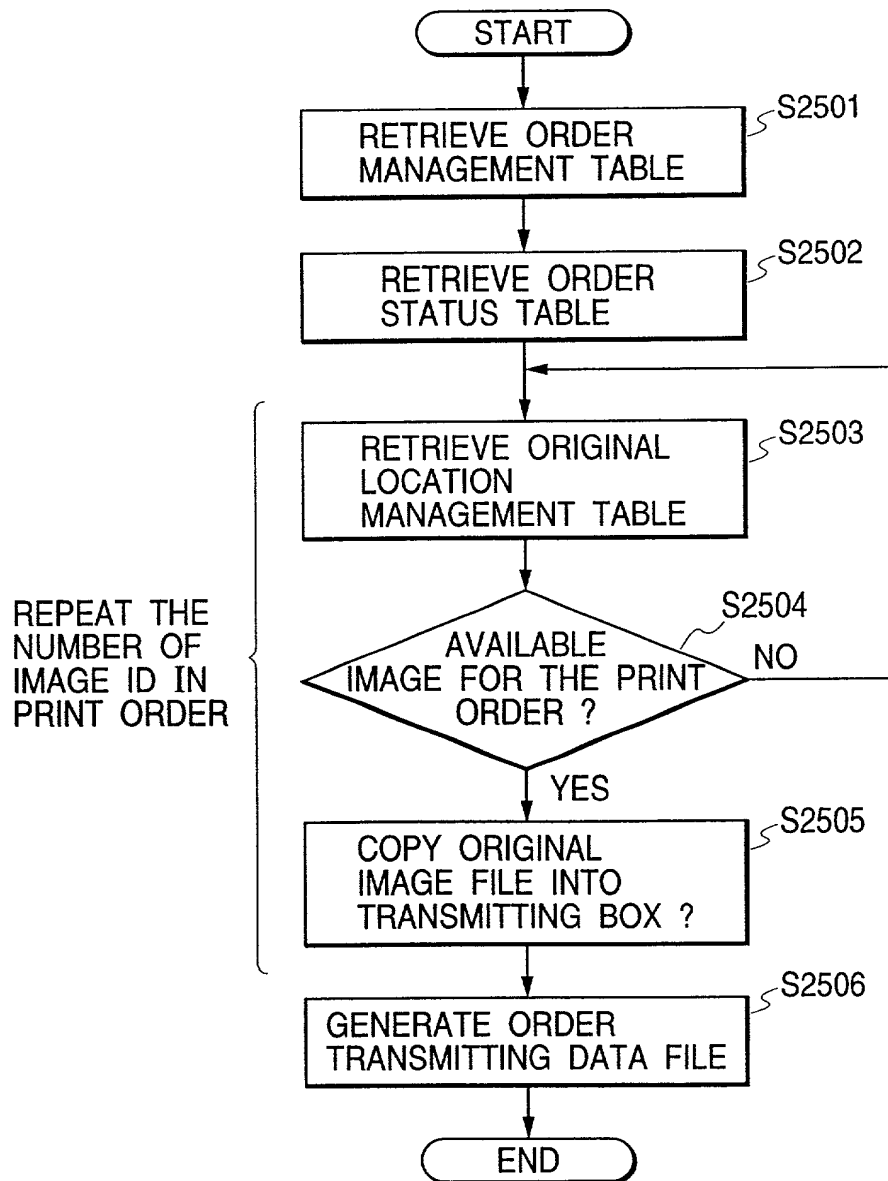 START
S2501
RETRIEVE ORDER
MANAGEMENT TABLE
S2502
RETRIEVE ORDER
STATUS TABLE
S2503
RETRIEVE ORIGINAL
LOCATION
MANAGEMENT TABLE
REPEAT THE
NUMBER OF
IMAGE ID IN
PRINT ORDER
S2504
AVAILABLE
IMAGE FOR THE PRINT
ORDER ?
NO
YES
S2505
COPY ORIGINAL
IMAGE FILE INTO
TRANSMITTING BOX ?
S2506
GENERATE ORDER
TRANSMITTING DATA FILE
END